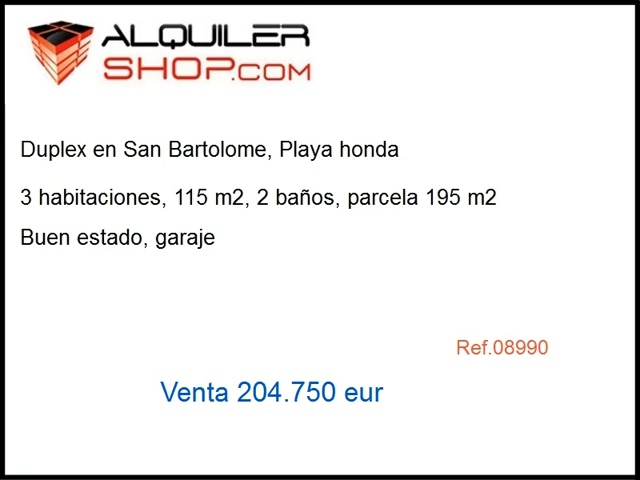 ALQUILER
SHOP.COM
Duplex en San Bartolome, Playa honda
3 habitaciones, 115 m2, 2 baños, parcela 195 m2
Buen estado, garaje
Ref.08990
Venta 204.750 eur